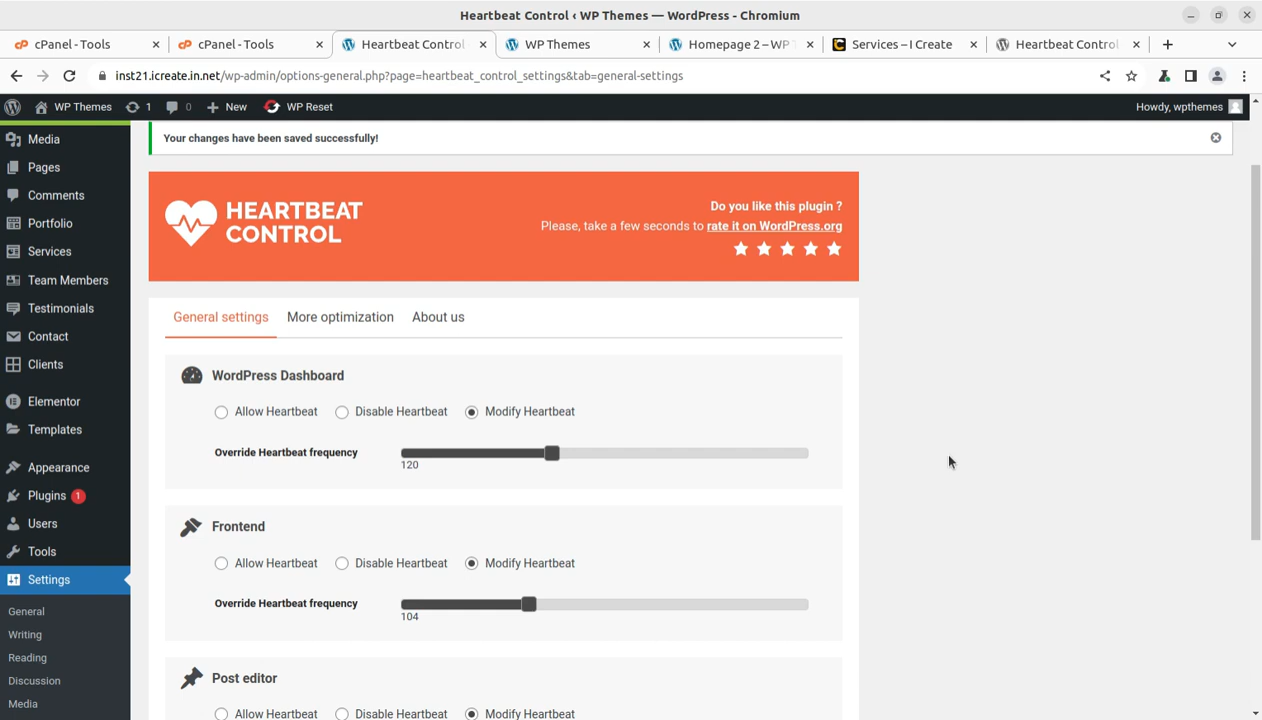 Heartbeat Control ‹ WP Themes — WordPress - Chromium
cPanel - Tools
cPanel - Tools
Heartbeat Control
WP Themes
Homepage 2 – WP T
Services – I Create
Heartbeat Contro
inst21.icreate.in.net/wp-admin/options-general.php?page=heartbeat_control_settings&tab=general-settings
WP Themes 1 0 New WP Reset
Howdy, wpthemes
Media
Pages
Comments
Portfolio
Services
Team Members
Testimonials
Contact
Clients
Elementor
Templates
Appearance
Plugins 1
Users
Tools
Settings
General
Writing
Reading
Discussion
Media
Your changes have been saved successfully!
HEARTBEAT
CONTROL
Do you like this plugin ?
Please, take a few seconds to rate it on WordPress.org
General settings More optimization About us
WordPress Dashboard
Allow Heartbeat Disable Heartbeat Modify Heartbeat
Override Heartbeat frequency
120
Frontend
Allow Heartbeat Disable Heartbeat Modify Heartbeat
Override Heartbeat frequency
104
Post editor
Allow Heartbeat Disable Heartbeat Modify Heartbeat